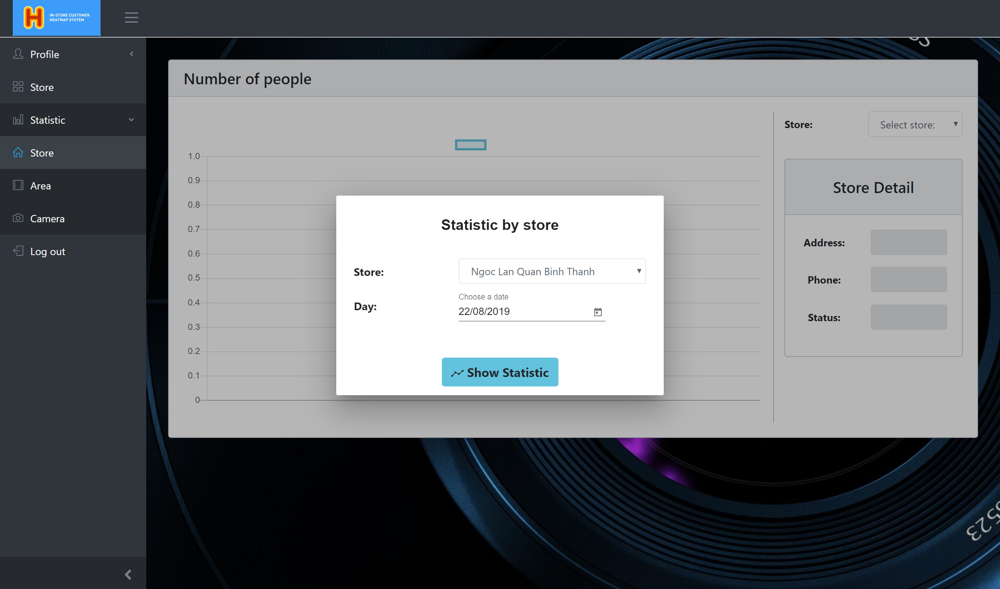 IN-STORE CUSTOMER
HEATMAP SYSTEM
Profile
Store
Statistic
Store
Area
Camera
Log out
Number of people
1.0
0.9
0.8
0.7
0.6
0.5
0.4
0.3
0.2
0.1
0
Store:
Select store:
Store Detail
Address:
Phone:
Status:
Statistic by store
Store:
Ngoc Lan Quan Binh Thanh
Day:
Choose a date
22/08/2019
Show Statistic